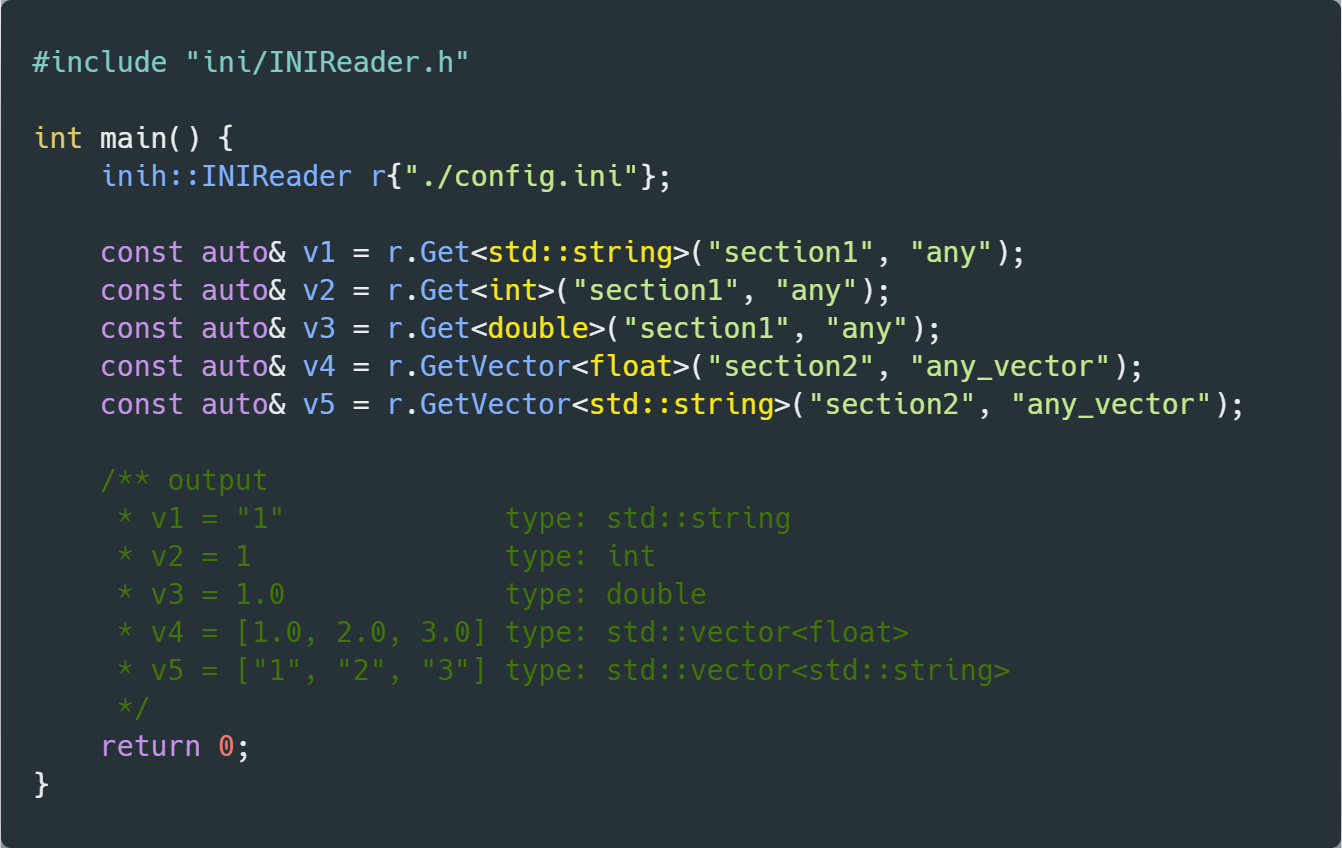 #include "ini/INIReader.h"

int main() {
    inih::INIReader r{"./config.ini"};

    const auto& v1 = r.Get<std::string>("section1", "any");
    const auto& v2 = r.Get<int>("section1", "any");
    const auto& v3 = r.Get<double>("section1", "any");
    const auto& v4 = r.GetVector<float>("section2", "any_vector");
    const auto& v5 = r.GetVector<std::string>("section2", "any_vector");

    /** output
     * v1 = "1"             type: std::string
     * v2 = 1               type: int
     * v3 = 1.0             type: double
     * v4 = [1.0, 2.0, 3.0] type: std::vector<float>
     * v5 = ["1", "2", "3"] type: std::vector<std::string>
     */
    return 0;
}